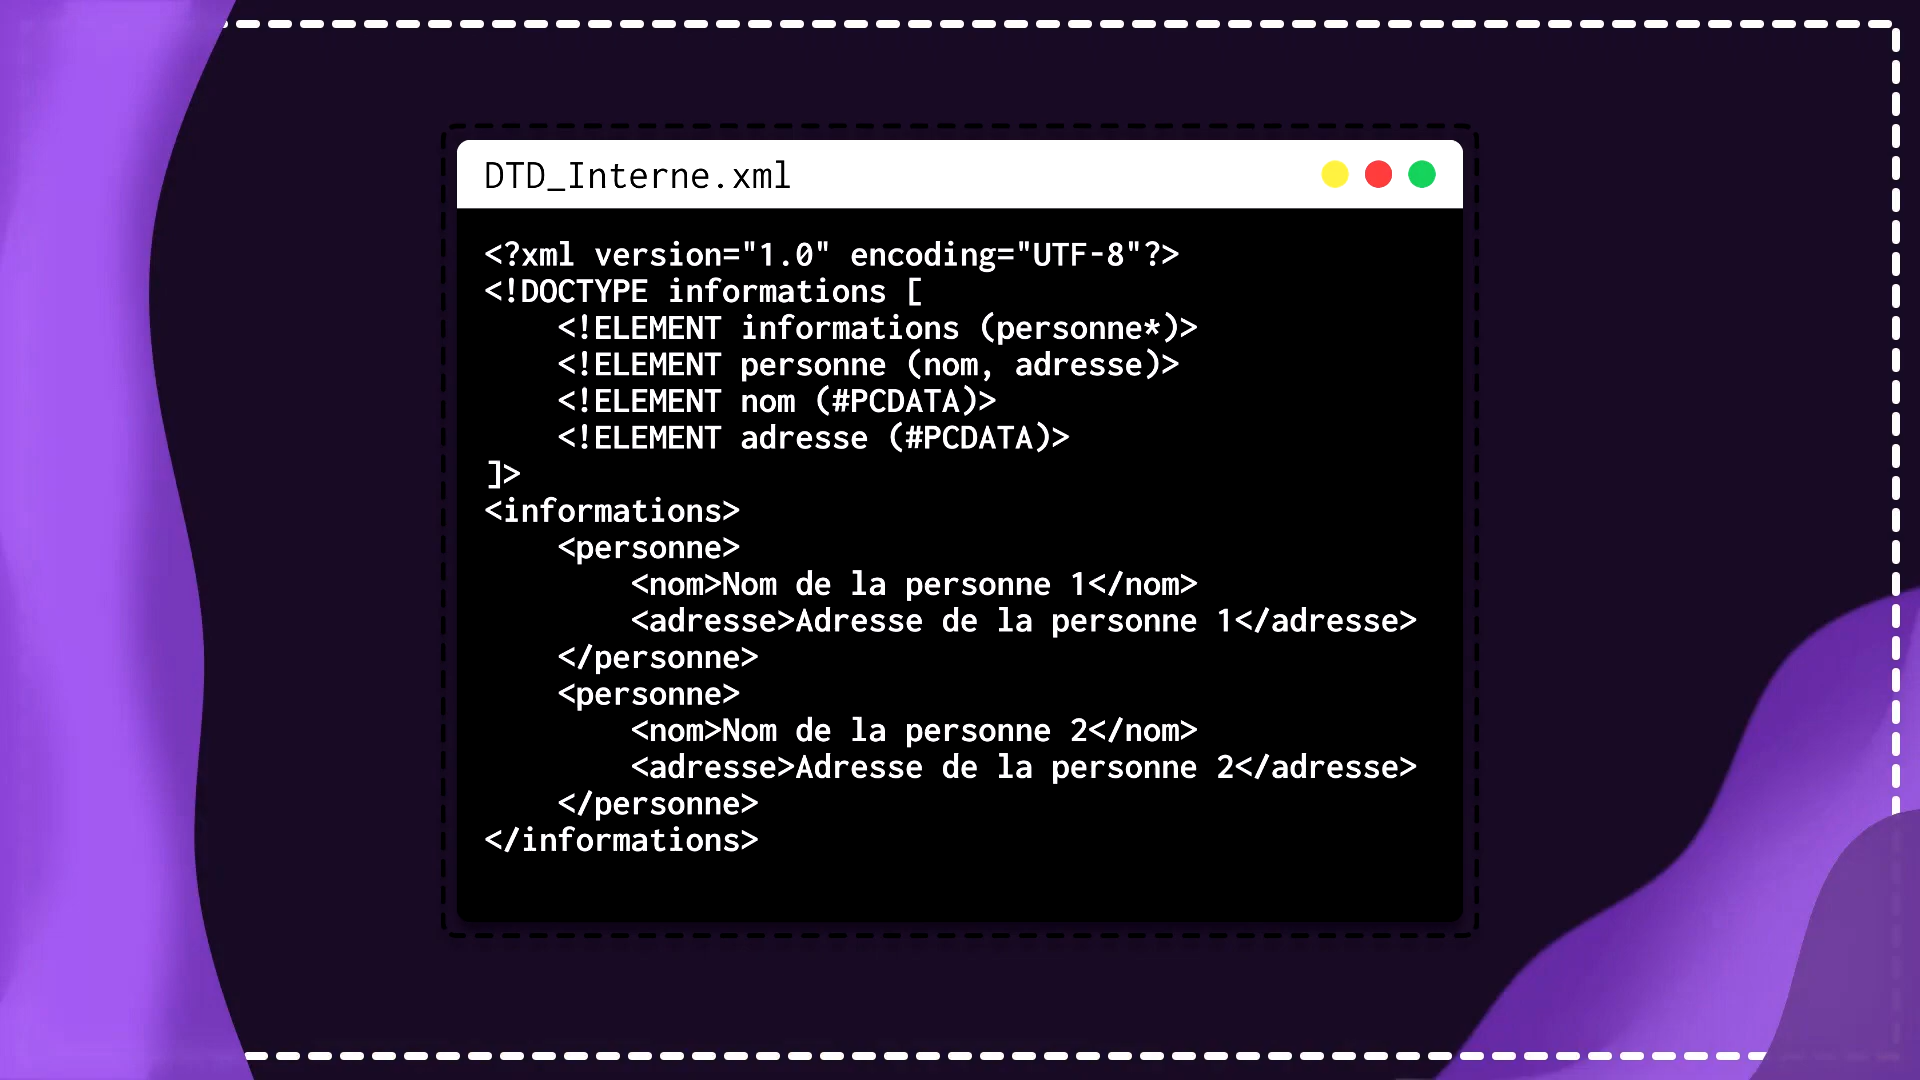 DTD_Interne.xml
<?xml version="1.0" encoding="UTF-8"?>
<!DOCTYPE informations [
    <!ELEMENT informations (personne*)>
    <!ELEMENT personne (nom, adresse)>
    <!ELEMENT nom (#PCDATA)>
    <!ELEMENT adresse (#PCDATA)>
]>
<informations>
    <personne>
        <nom>Nom de la personne 1</nom>
        <adresse>Adresse de la personne 1</adresse>
    </personne>
    <personne>
        <nom>Nom de la personne 2</nom>
        <adresse>Adresse de la personne 2</adresse>
    </personne>
</informations>